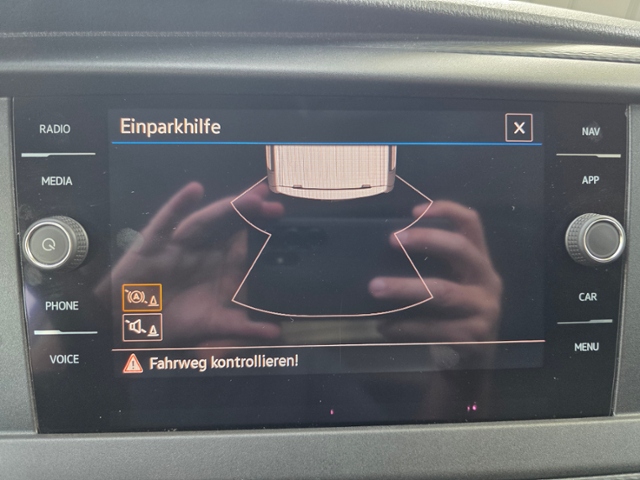 Einparkhilfe
X
RADIO
MEDIA
PHONE
VOICE
NAV
APP
CAR
MENU
(A)
Fahrweg kontrollieren!